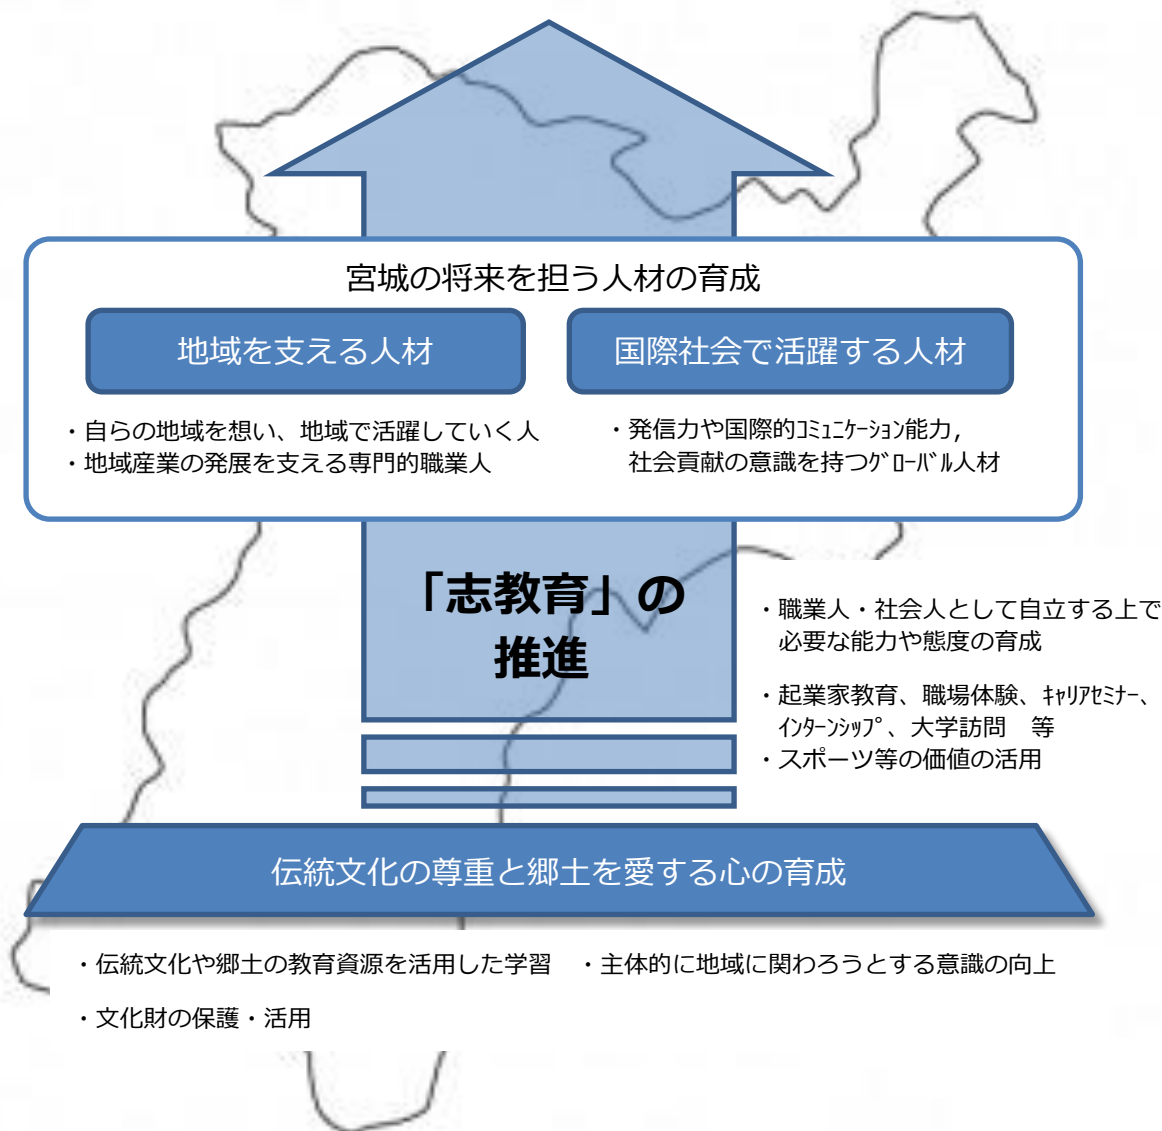 宮城の将来を担う人材の育成
地域を支える人材
国際社会で活躍する人材
・自らの地域を想い、地域で活躍していく人
・地域産業の発展を支える専門的職業人
・発信力や国際的ｺﾐｭﾆｹｰｼｮﾝ能力，
社会貢献の意識を持つｸﾞﾛｰﾊﾞﾙ人材
「志教育」の
推進
・職業人・社会人として自立する上で
必要な能力や態度の育成
・起業家教育、職場体験、ｷｬﾘｱｾﾐﾅｰ、
ｲﾝﾀｰﾝｼｯﾌﾟ、大学訪問　等
・スポーツ等の価値の活用
伝統文化の尊重と郷土を愛する心の育成
・伝統文化や郷土の教育資源を活用した学習　・主体的に地域に関わろうとする意識の向上
・文化財の保護・活用